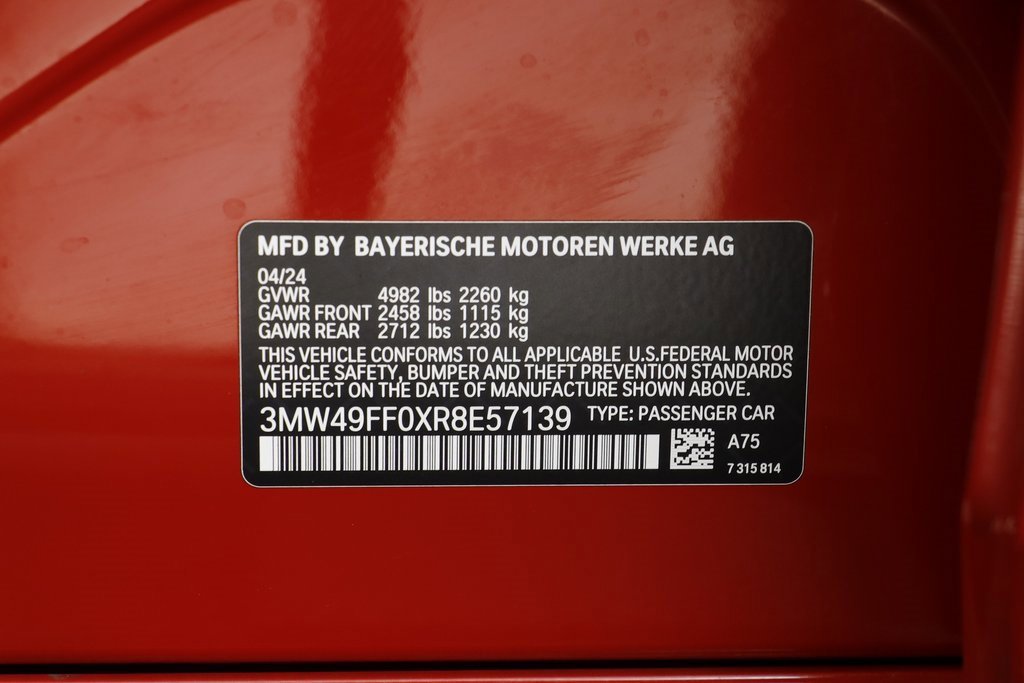 MFD BY BAYERISCHE MOTOREN WERKE AG
04/24
GVWR 4982 lbs 2260 kg
GAWR FRONT 2458 lbs 1115 kg
GAWR REAR 2712 lbs 1230 kg
THIS VEHICLE CONFORMS TO ALL APPLICABLE U.S.FEDERAL MOTOR
VEHICLE SAFETY, BUMPER AND THEFT PREVENTION STANDARDS
IN EFFECT ON THE DATE OF MANUFACTURE SHOWN ABOVE.
3MW49FF0XR8E57139 TYPE: PASSENGER CAR
A75
7 315 814